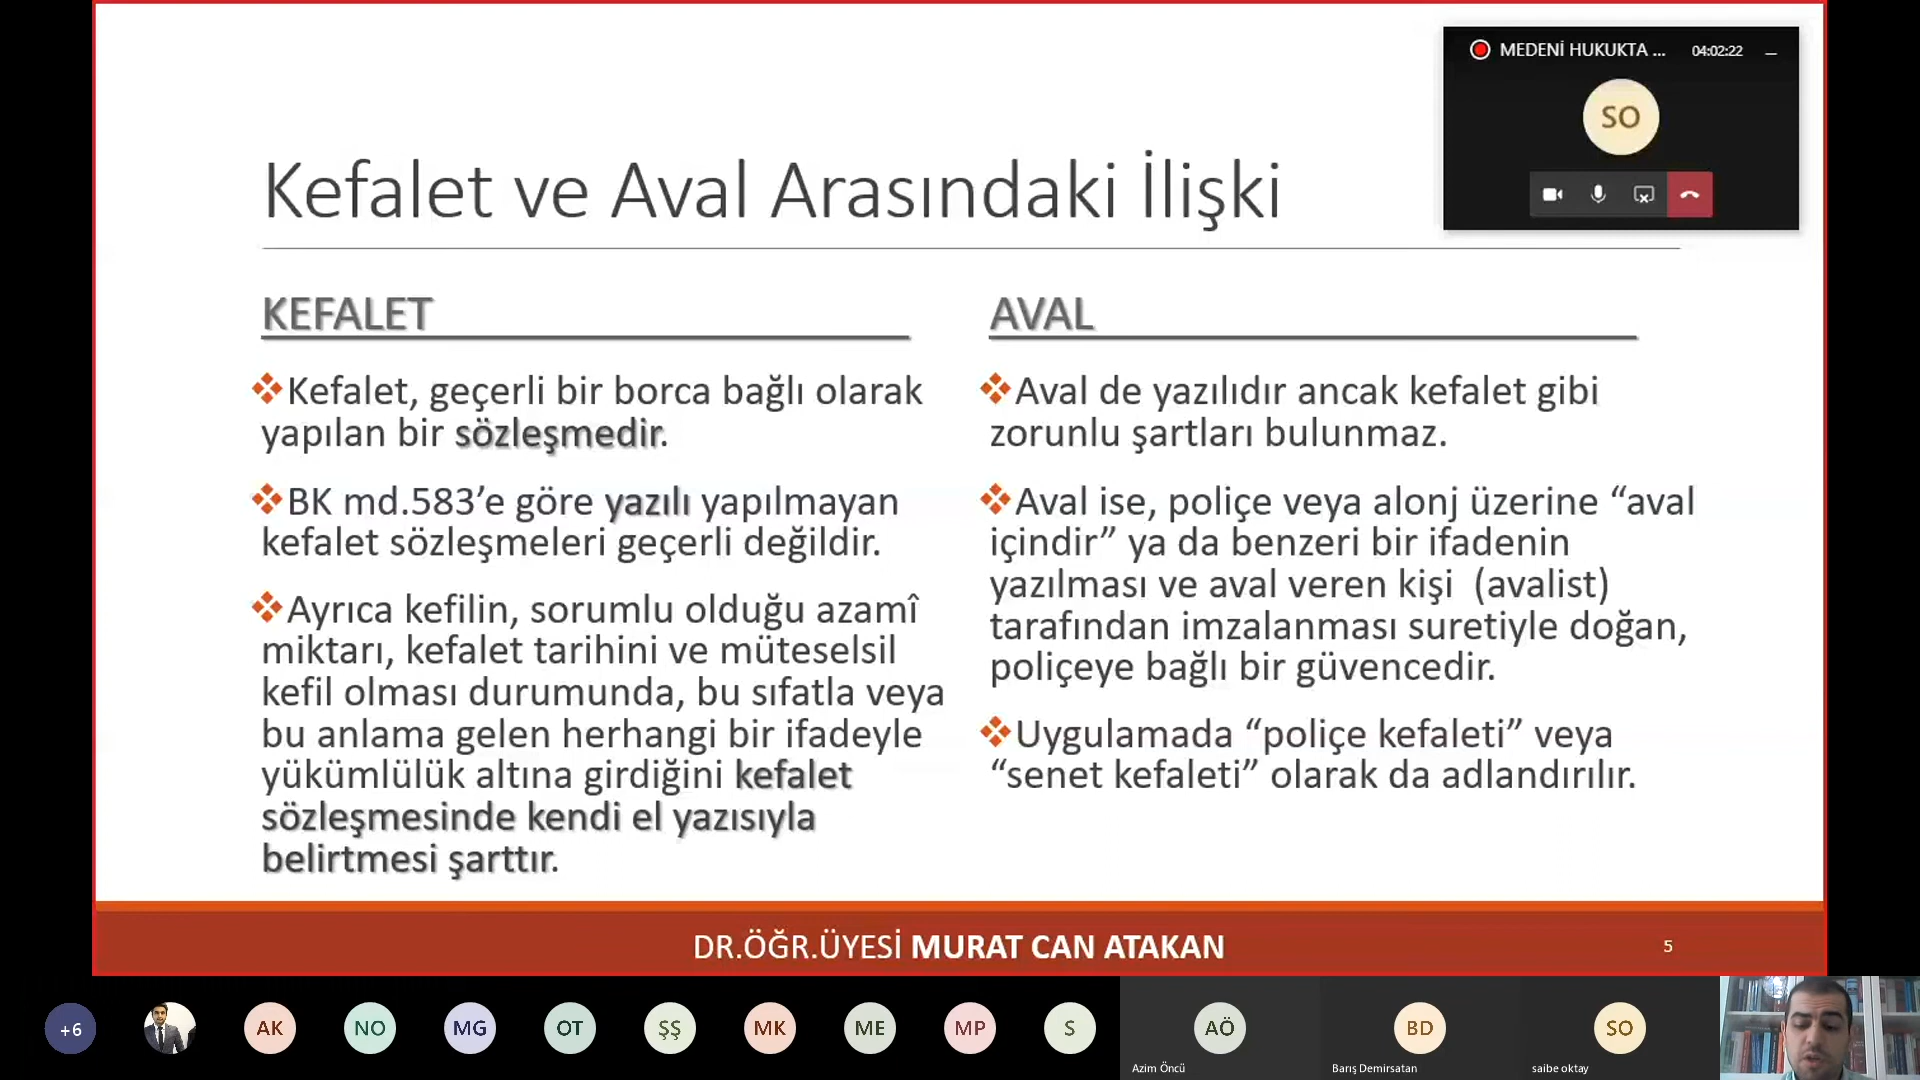 MEDENİ HUKUKTA ... 04:02:22
SO
Kefalet ve Aval Arasındaki İlişki
KEFALET
❖Kefalet, geçerli bir borca bağlı olarak
yapılan bir sözleşmedir.
❖BK md.583’e göre yazılı yapılmayan
kefalet sözleşmeleri geçerli değildir.
❖Ayrıca kefilin, sorumlu olduğu azamî
miktarı, kefalet tarihini ve müteselsil
kefil olması durumunda, bu sıfatla veya
bu anlama gelen herhangi bir ifadeyle
yükümlülük altına girdiğini kefalet
sözleşmesinde kendi el yazısıyla
belirtmesi şarttır.
AVAL
❖Aval de yazılıdır ancak kefalet gibi
zorunlu şartları bulunmaz.
❖Aval ise, poliçe veya alonj üzerine “aval
içindir” ya da benzeri bir ifadenin
yazılması ve aval veren kişi (avalist)
tarafından imzalanması suretiyle doğan,
poliçeye bağlı bir güvencedir.
❖Uygulamada “poliçe kefaleti” veya
“senet kefaleti” olarak da adlandırılır.
DR.ÖĞR.ÜYESİ MURAT CAN ATAKAN
5
+6 AK NO MG OT ŞŞ MK ME MP S AÖ BD SO
Azim Öncü Barış Demirsatan saibe oktay